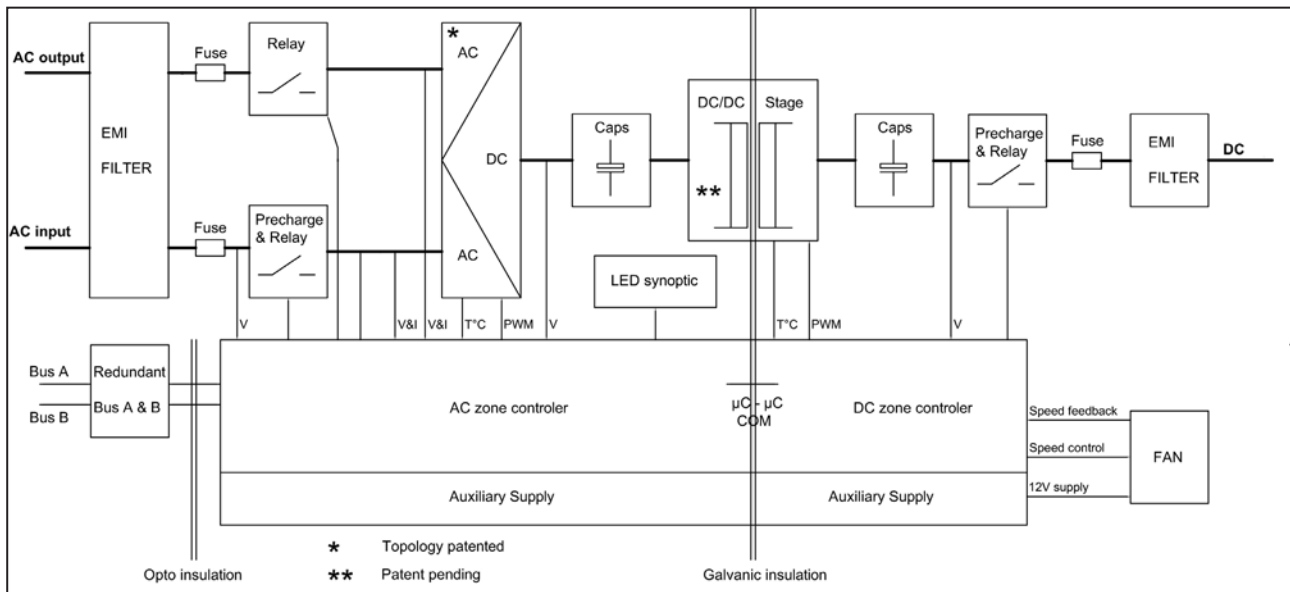 AC output
EMI
FILTER
AC input
Fuse
Relay
Fuse
Precharge
& Relay
*
AC
DC
AC
Caps
DC/DC
Stage
**
Caps
Precharge
& Relay
Fuse
EMI
FILTER
DC
LED synoptic
V
V&I
V&I
T°C
PWM
V
T°C
PWM
V
Bus A
Bus B
Redundant
Bus A & B
AC zone controler
µC - µC
COM
DC zone controler
Speed feedback
Speed control
12V supply
FAN
Auxiliary Supply
Auxiliary Supply
* Topology patented
** Patent pending
Opto insulation
Galvanic insulation